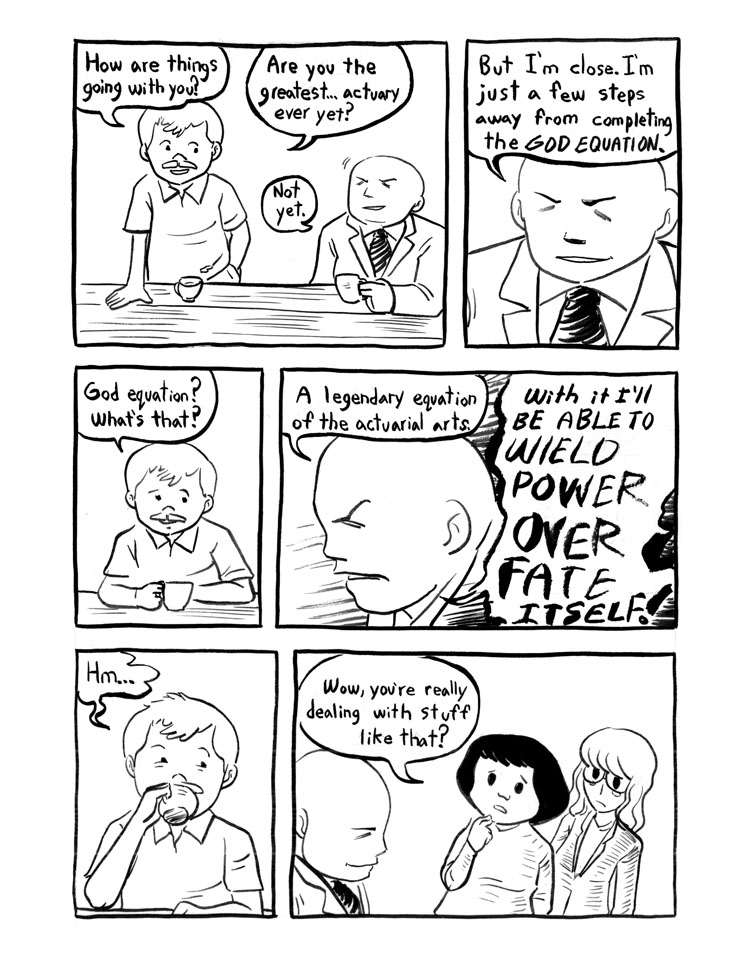 How are things
going with you?
Are you the
greatest... actuary
ever yet?
Not
yet.
But I'm close. I'm
just a few steps
away from completing
the GOD EQUATION.
God equation?
What's that?
A legendary equation
of the actuarial arts.
With it I'll
BE ABLE TO
WIELD
POWER
OVER
FATE
ITSELF.
Hm...
Wow, you're really
dealing with stuff
like that?